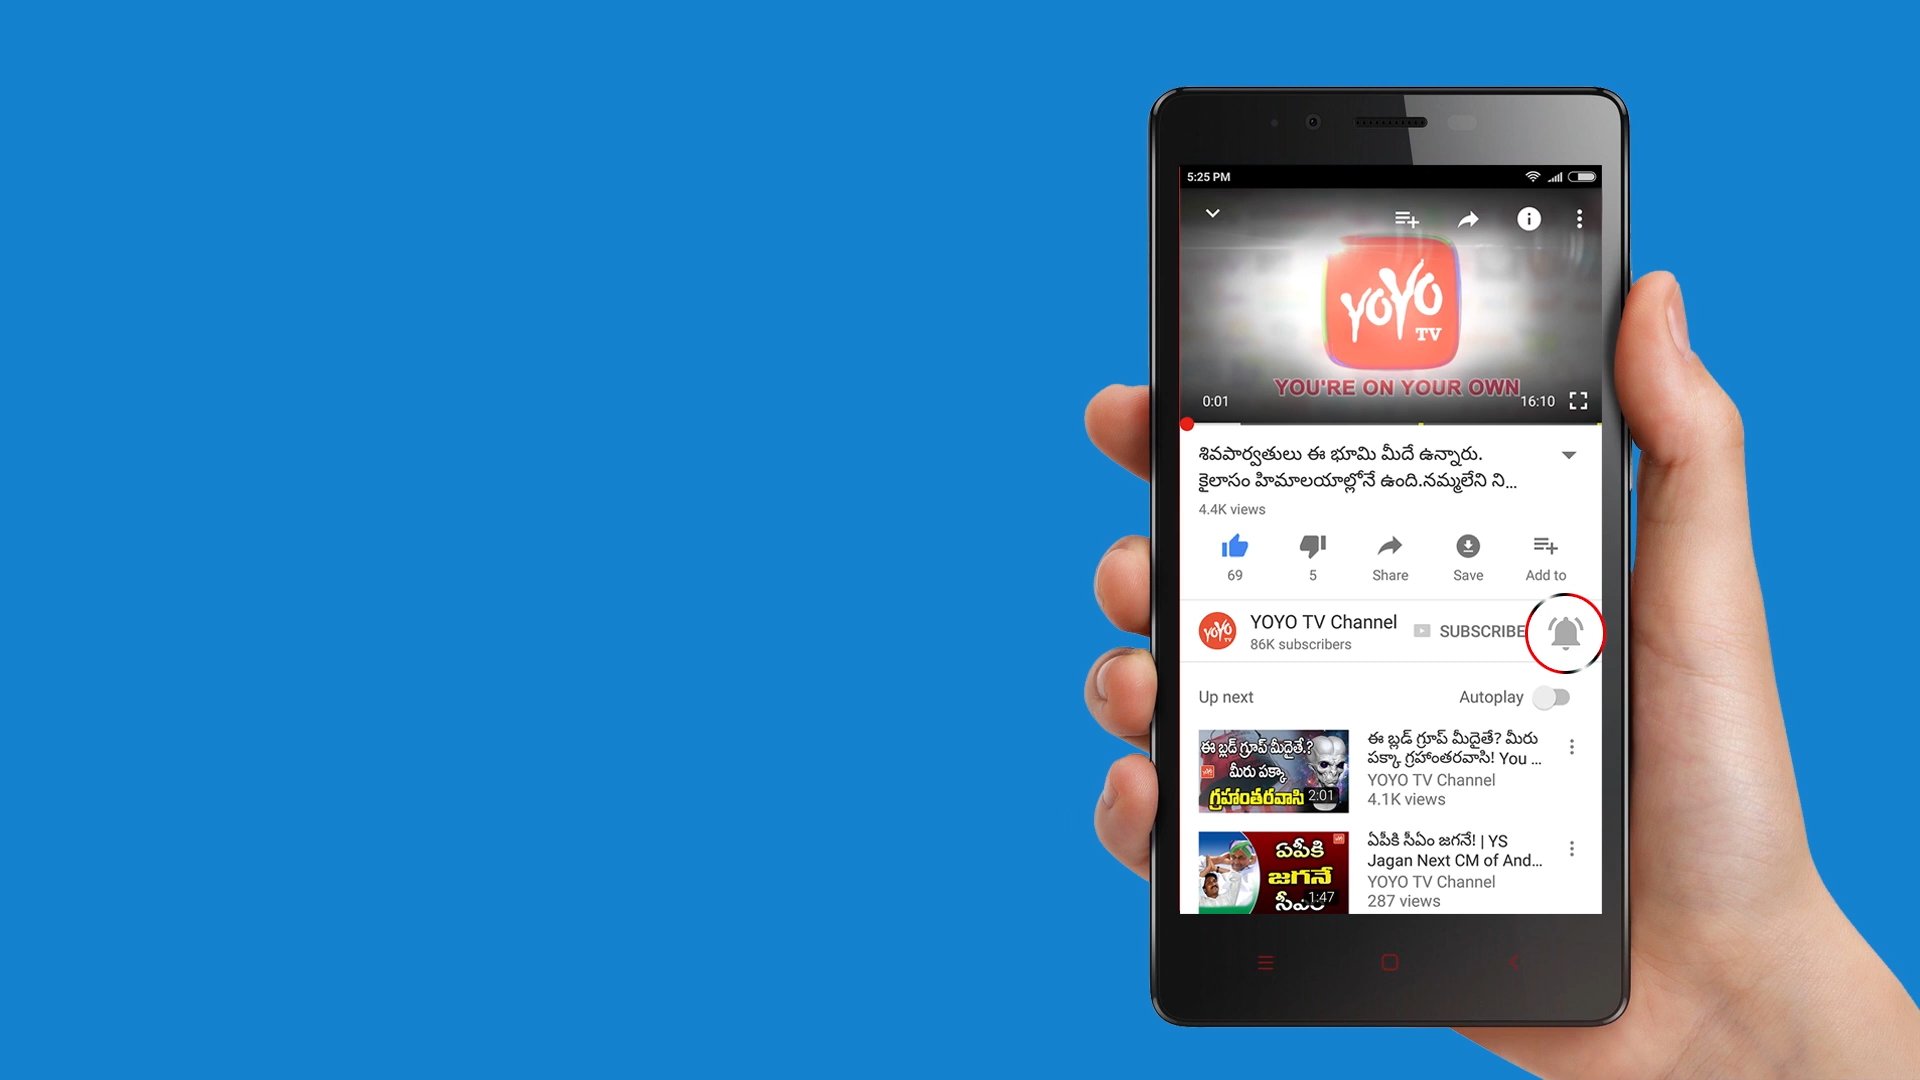 5:25 PM
YOYO
TV
YOU'RE ON YOUR OWN
0:01
16:10
శివపార్వతులు ఈ భూమి మీదే ఉన్నారు.
కైలాసం హిమాలయాల్లోనే ఉంది.నమ్మలేని ని...
4.4K views
69
5
Share
Save
Add to
YOYO
TV
YOYO TV Channel
SUBSCRIBE
86K subscribers
Up next
Autoplay
ఈ బ్లడ్ గ్రూప్ మీదైతే.?
మీరు పక్కా
గ్రహాంతరవాసి
2:01
ఈ బ్లడ్ గ్రూప్ మీదైతే? మీరు
పక్కా గ్రహాంతరవాసి! You ...
YOYO TV Channel
4.1K views
ఏపీకి
జగనే
1:47
ఏపీకి సీఎం జగనే! | YS
Jagan Next CM of And...
YOYO TV Channel
287 views